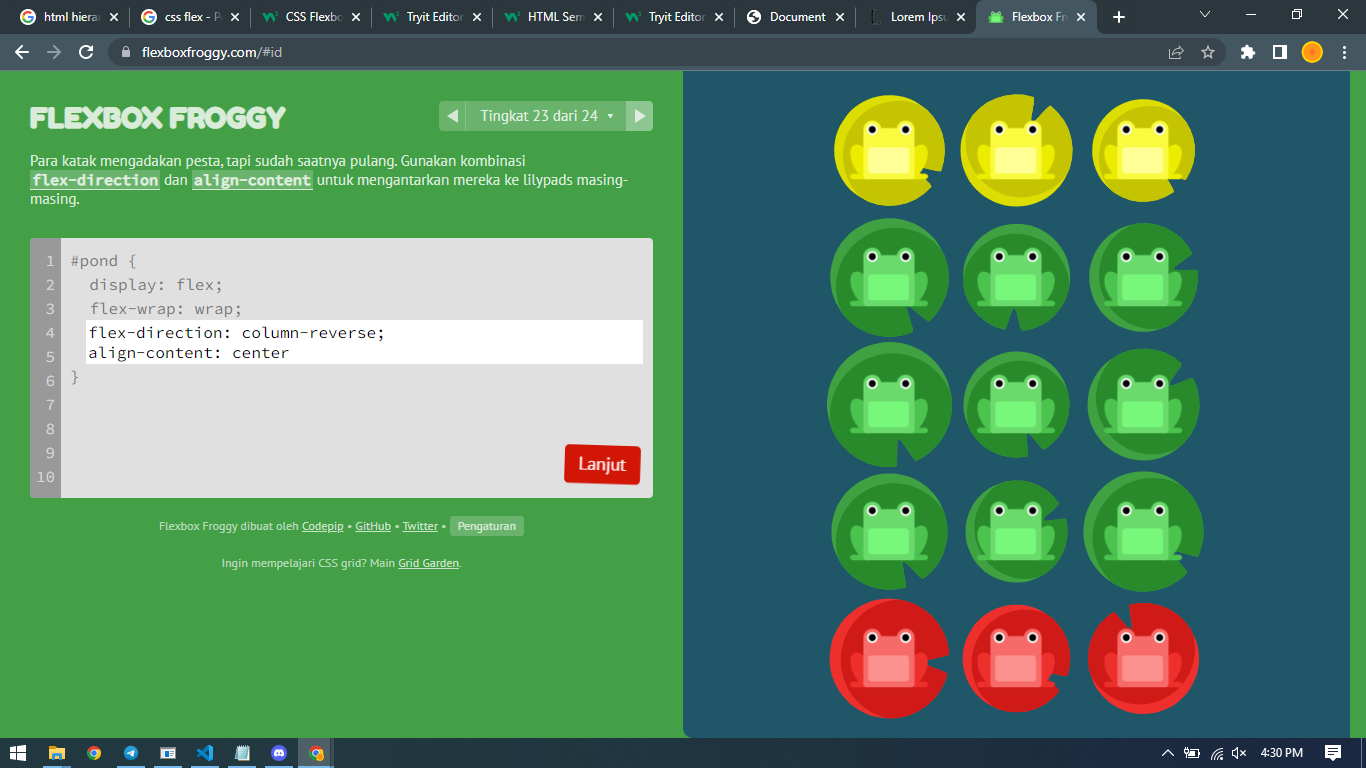 html hierar
css flex - P
CSS Flexbo
Tryit Editor
HTML Sem
Tryit Editor
Document
Lorem Ipsu
Flexbox Fro
flexboxfroggy.com/#id
FLEXBOX FROGGY
Tingkat 23 dari 24
Para katak mengadakan pesta, tapi sudah saatnya pulang. Gunakan kombinasi
flex-direction dan align-content untuk mengantarkan mereka ke lilypads masing-
masing.
1 #pond {
2 display: flex;
3 flex-wrap: wrap;
4 flex-direction: column-reverse;
5 align-content: center
6 }
7
8
9
10
Lanjut
Flexbox Froggy dibuat oleh Codepip • GitHub • Twitter • Pengaturan
Ingin mempelajari CSS grid? Main Grid Garden.
4:30 PM